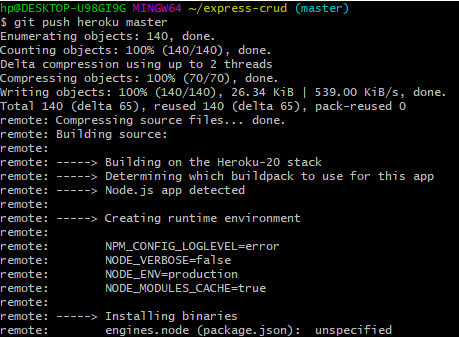 hp@DESKTOP-U98GI9G MINGW64 ~/express-crud (master)
$ git push heroku master
Enumerating objects: 140, done.
Counting objects: 100% (140/140), done.
Delta compression using up to 2 threads
Compressing objects: 100% (70/70), done.
Writing objects: 100% (140/140), 26.34 KiB | 539.00 KiB/s, done.
Total 140 (delta 65), reused 140 (delta 65), pack-reused 0
remote: Compressing source files... done.
remote: Building source:
remote:
remote: -----> Building on the Heroku-20 stack
remote: -----> Determining which buildpack to use for this app
remote: -----> Node.js app detected
remote:
remote: -----> Creating runtime environment
remote:
remote:        NPM_CONFIG_LOGLEVEL=error
remote:        NODE_VERBOSE=false
remote:        NODE_ENV=production
remote:        NODE_MODULES_CACHE=true
remote:
remote: -----> Installing binaries
remote:        engines.node (package.json):  unspecified